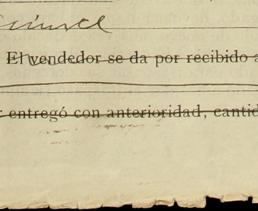 El vendedor se da por recibido a
r entregó con anterioridad, cantid